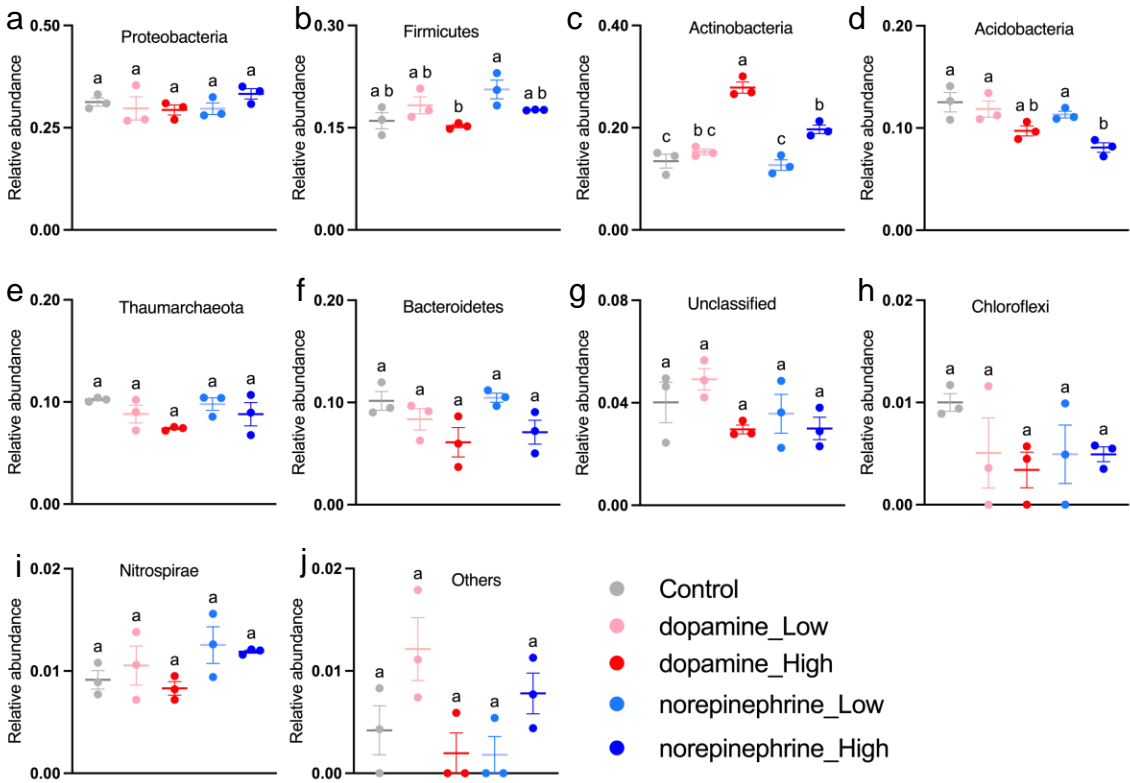 a
Proteobacteria
Relative abundance
0.50
0.25
0.00
a a a a a
b
Firmicutes
Relative abundance
0.30
0.15
0.00
a b a b b a a b
c
Actinobacteria
Relative abundance
0.40
0.20
0.00
c b c a c b
d
Acidobacteria
Relative abundance
0.20
0.10
0.00
a a a b a b
e
Thaumarchaeota
Relative abundance
0.20
0.10
0.00
a a a a a
f
Bacteroidetes
Relative abundance
0.20
0.10
0.00
a a a a a
g
Unclassified
Relative abundance
0.08
0.04
0.00
a a a a a
h
Chloroflexi
Relative abundance
0.02
0.01
0.00
a a a a a
i
Nitrospirae
Relative abundance
0.02
0.01
0.00
a a a a a
j
Others
Relative abundance
0.02
0.01
0.00
a a a a a
Control
dopamine_Low
dopamine_High
norepinephrine_Low
norepinephrine_High